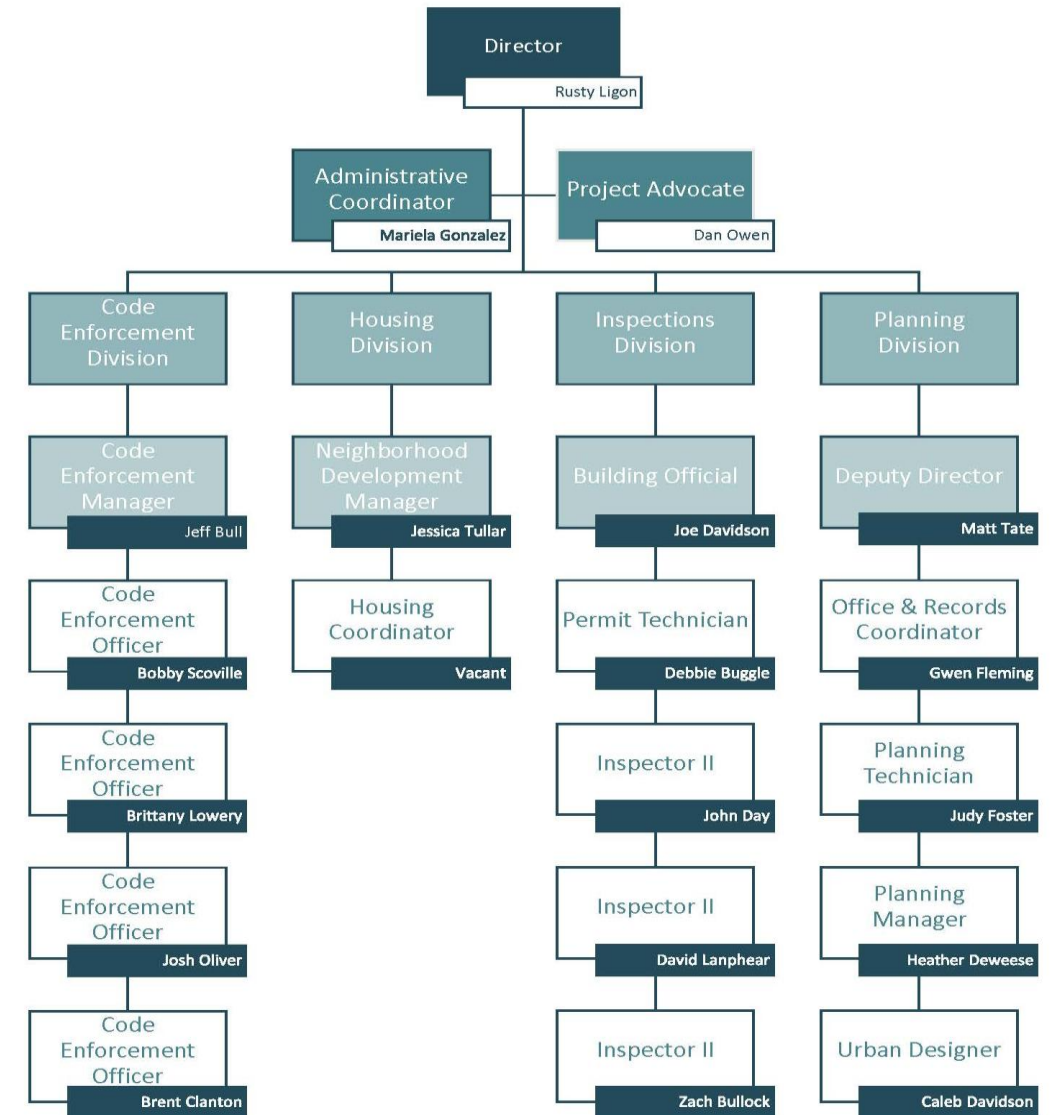 Director
Rusty Ligon
Administrative
Coordinator
Mariela Gonzalez
Project Advocate
Dan Owen
Code
Enforcement
Division
Housing
Division
Inspections
Division
Planning
Division
Code
Enforcement
Manager
Jeff Bull
Neighborhood
Development
Manager
Jessica Tullar
Building Official
Joe Davidson
Deputy Director
Matt Tate
Code
Enforcement
Officer
Bobby Scoville
Housing
Coordinator
Vacant
Permit Technician
Debbie Buggle
Office & Records
Coordinator
Gwen Fleming
Code
Enforcement
Officer
Brittany Lowery
Inspector II
John Day
Planning
Technician
Judy Foster
Code
Enforcement
Officer
Josh Oliver
Inspector II
David Lanphear
Planning
Manager
Heather Deweese
Code
Enforcement
Officer
Brent Clanton
Inspector II
Zach Bullock
Urban Designer
Caleb Davidson